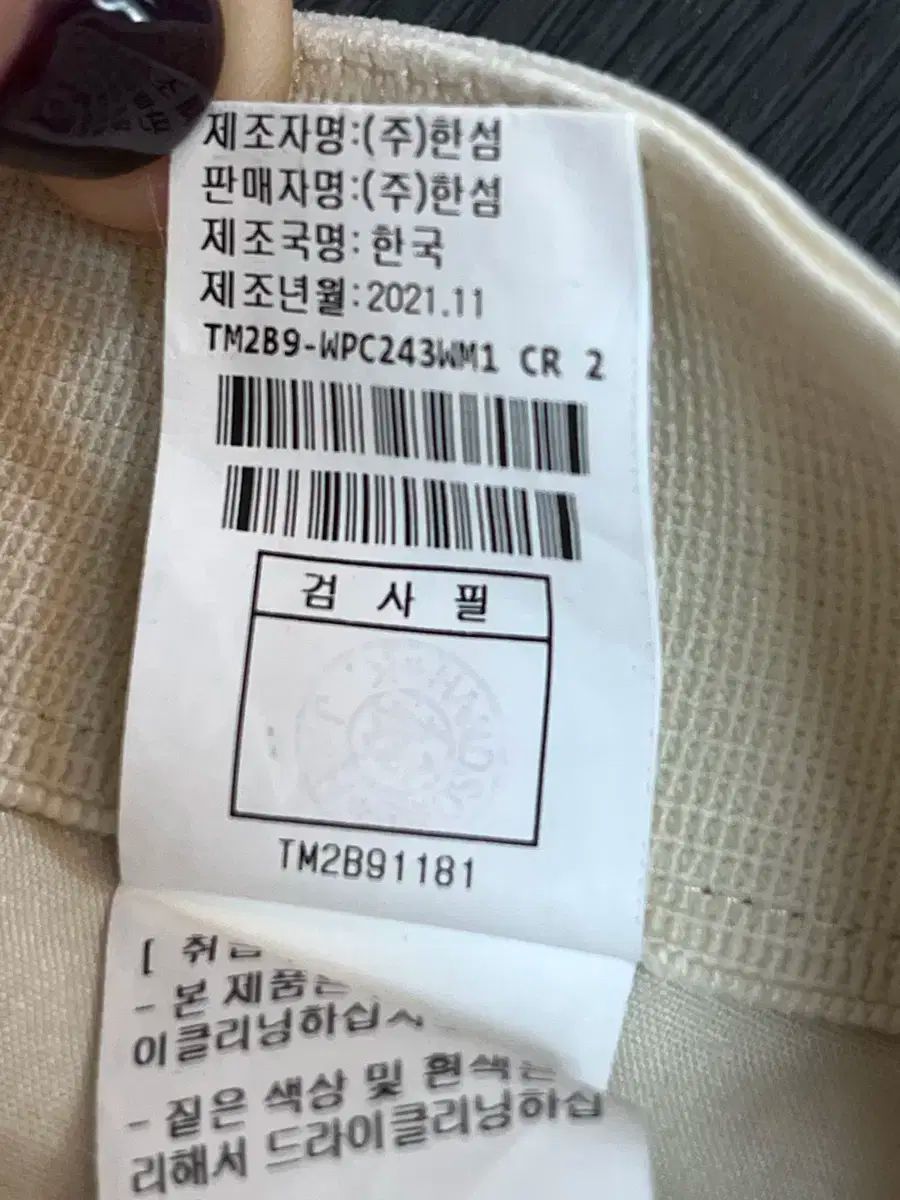 제조자명:(주)한섬
판매자명:(주)한섬
제조국명: 한국
제조년월:2021.11
TM2B9-WPC243WM1 CR 2
검 사 필
TM2B91181
[
- 본 제품은
이클리닝하십
- 짙은 색상 및 흰색은
리해서 드라이클리닝하십